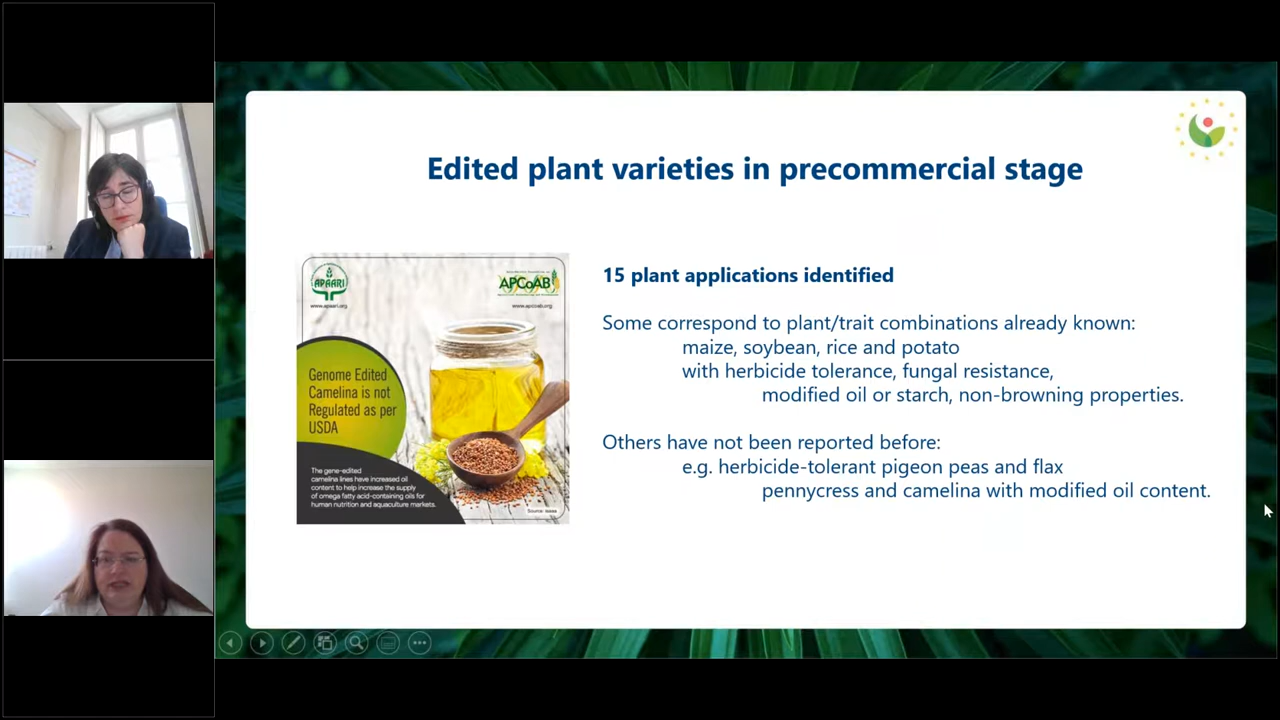 Edited plant varieties in precommercial stage
APAARI
www.apaari.org
APCoAB
www.apcoab.org
Genome Edited
Camelina is not
Regulated as per
USDA
The gene-edited
camelina lines have increased oil
content to help increase the supply
of omega fatty acid-containing oils for
human nutrition and aquaculture markets.
Source: isaaa
15 plant applications identified
Some correspond to plant/trait combinations already known:
maize, soybean, rice and potato
with herbicide tolerance, fungal resistance,
modified oil or starch, non-browning properties.
Others have not been reported before:
e.g. herbicide-tolerant pigeon peas and flax
pennycress and camelina with modified oil content.